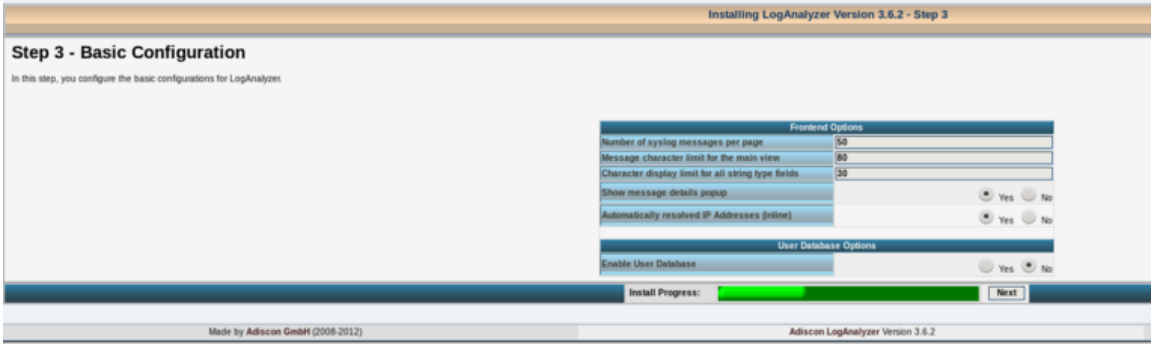 Installing LogAnalyzer Version 3.6.2 - Step 3
Step 3 - Basic Configuration
In this step, you configure the basic configurations for LogAnalyzer.
Frontend Options
Number of syslog messages per page 50
Message character limit for the main view 80
Character display limit for all string type fields 30
Show message details popup Yes No
Automatically resolved IP Addresses (inline) Yes No
User Database Options
Enable User Database Yes No
Install Progress: Next
Made by Adiscon GmbH (2008-2012) Adiscon LogAnalyzer Version 3.6.2